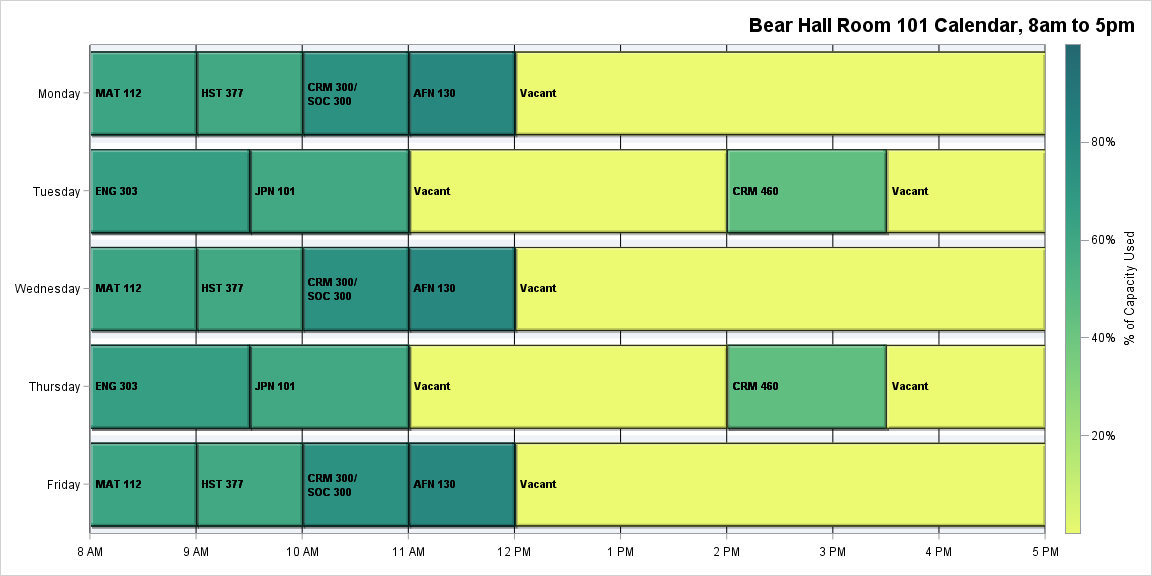 Bear Hall Room 101 Calendar, 8am to 5pm
Monday
MAT 112
HST 377
CRM 300/
SOC 300
AFN 130
Vacant
Tuesday
ENG 303
JPN 101
Vacant
CRM 460
Vacant
Wednesday
MAT 112
HST 377
CRM 300/
SOC 300
AFN 130
Vacant
Thursday
ENG 303
JPN 101
Vacant
CRM 460
Vacant
Friday
MAT 112
HST 377
CRM 300/
SOC 300
AFN 130
Vacant
8 AM
9 AM
10 AM
11 AM
12 PM
1 PM
2 PM
3 PM
4 PM
5 PM
80%
60%
40%
20%
% of Capacity Used